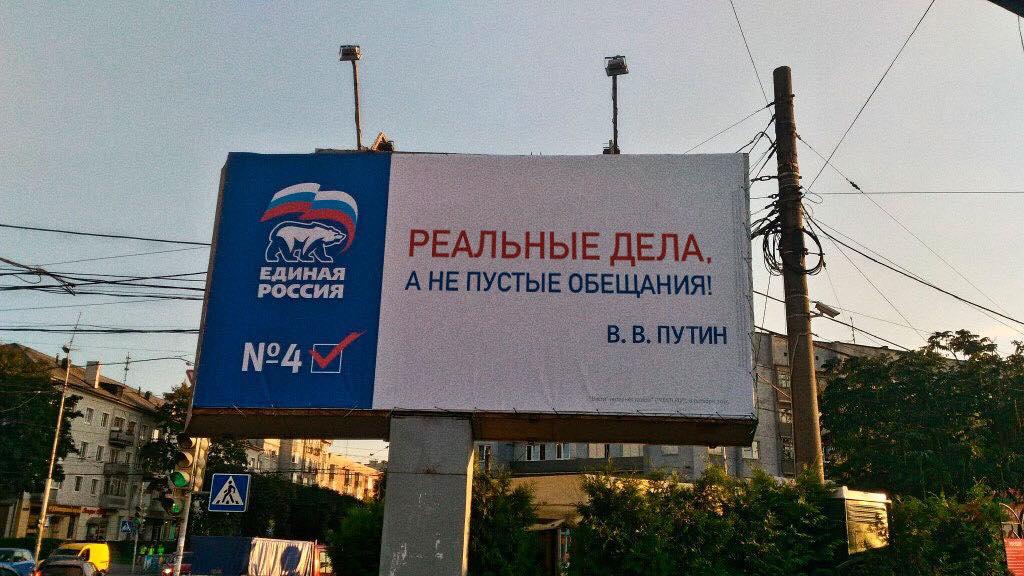 ЕДИНАЯ
РОССИЯ
№4
РЕАЛЬНЫЕ ДЕЛА,
А НЕ ПУСТЫЕ ОБЕЩАНИЯ!
В. В. ПУТИН